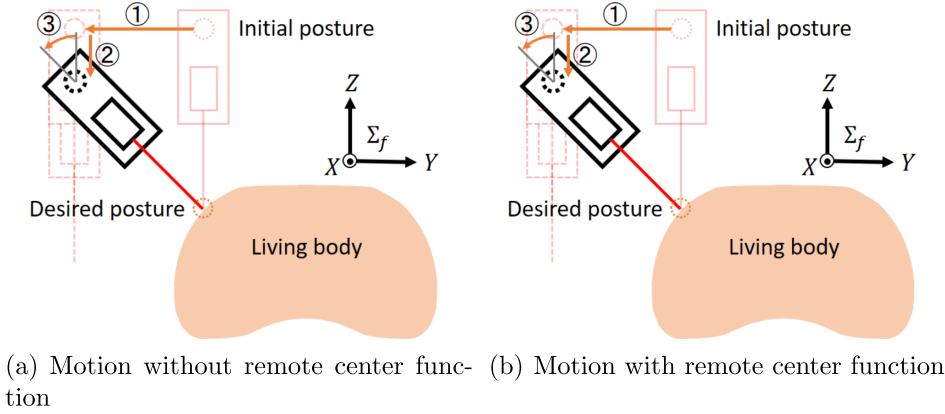 ③ ① Initial posture
②
Z
Σf
X Y
Desired posture
Living body
(a) Motion without remote center func-
tion
③ ① Initial posture
②
Z
Σf
X Y
Desired posture
Living body
(b) Motion with remote center function